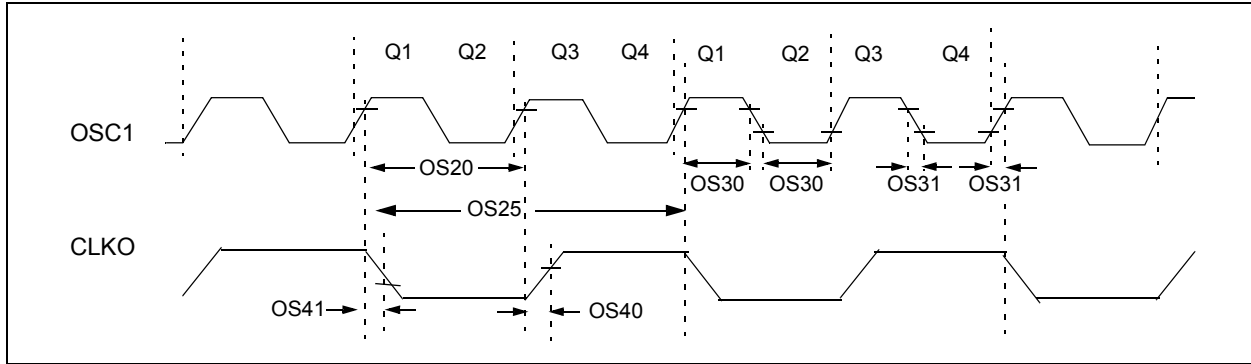 Q1 Q2 Q3 Q4 Q1 Q2 Q3 Q4
OSC1
OS20 OS30 OS30 OS31 OS31
OS25
CLKO
OS41 OS40